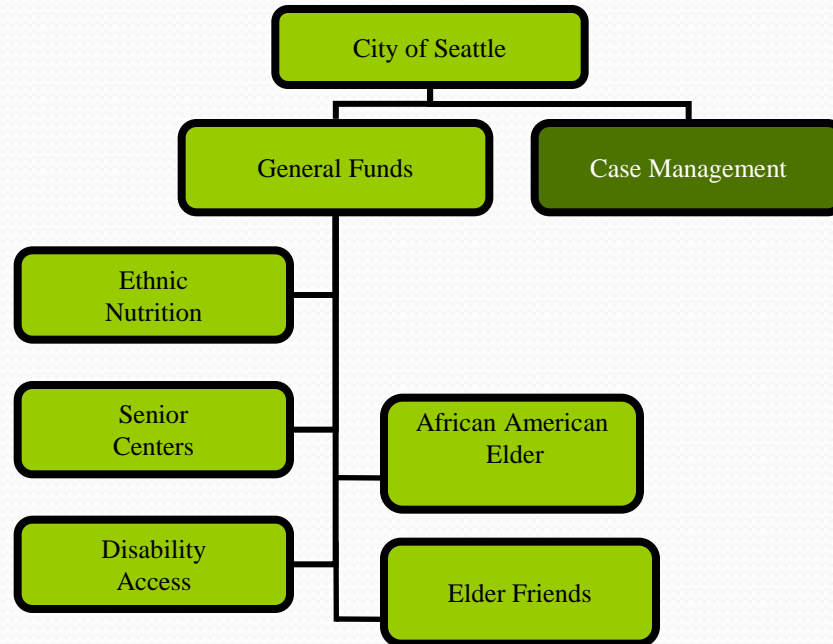 City of Seattle
General Funds
Case Management
Ethnic
Nutrition
Senior
Centers
Disability
Access
African American
Elder
Elder Friends